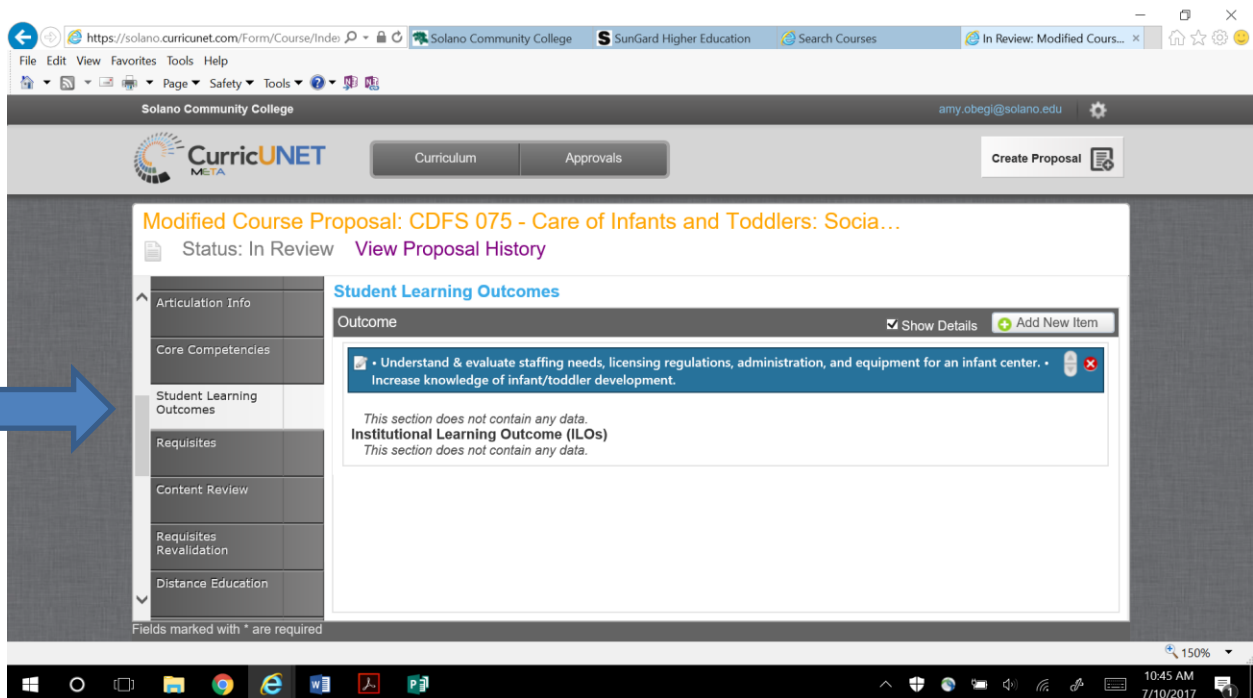 https://solano.curricunet.com/Form/Course/Inde
Solano Community College
SunGard Higher Education
Search Courses
In Review: Modified Cours...
File Edit View Favorites Tools Help
Page Safety Tools
Solano Community College
amy.obegi@solano.edu
CurricUNET
META
Curriculum
Approvals
Create Proposal
Modified Course Proposal: CDFS 075 - Care of Infants and Toddlers: Socia...
Status: In Review View Proposal History
Articulation Info
Core Competencies
Student Learning
Outcomes
Requisites
Content Review
Requisites
Revalidation
Distance Education
Student Learning Outcomes
Outcome
Show Details
Add New Item
• Understand & evaluate staffing needs, licensing regulations, administration, and equipment for an infant center. •
Increase knowledge of infant/toddler development.
This section does not contain any data.
Institutional Learning Outcome (ILOs)
This section does not contain any data.
Fields marked with * are required
150%
10:45 AM
7/10/2017